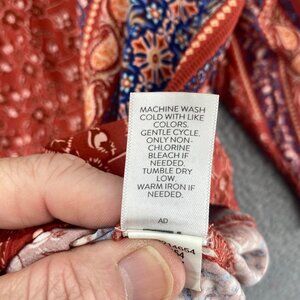 MACHINE WASH
COLD WITH LIKE
COLORS.
GENTLE CYCLE.
ONLY NON-
CHLORINE
BLEACH IF
NEEDED.
TUMBLE DRY
LOW.
WARM IRON IF
NEEDED.
AD